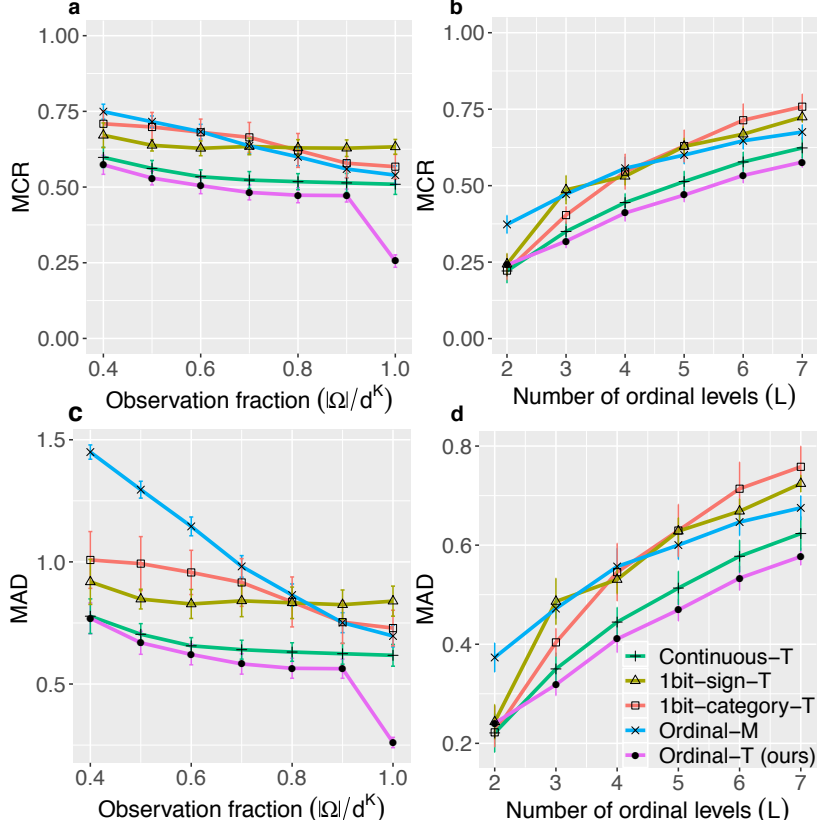 a
b
1.00
0.75
0.50
0.25
0.00
MCR
0.4 0.6 0.8 1.0
Observation fraction (|Ω|/d^K)
1.00
0.75
0.50
0.25
0.00
MCR
2 3 4 5 6 7
Number of ordinal levels (L)
c
d
1.5
1.0
0.5
MAD
0.4 0.6 0.8 1.0
Observation fraction (|Ω|/d^K)
0.8
0.6
0.4
0.2
MAD
Continuous-T
1bit-sign-T
1bit-category-T
Ordinal-M
Ordinal-T (ours)
2 3 4 5 6 7
Number of ordinal levels (L)